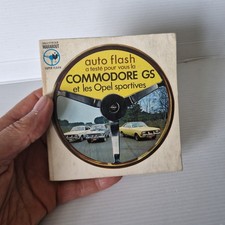 auto flash
a testé pour vous la
COMMODORE GS
et les Opel sportives